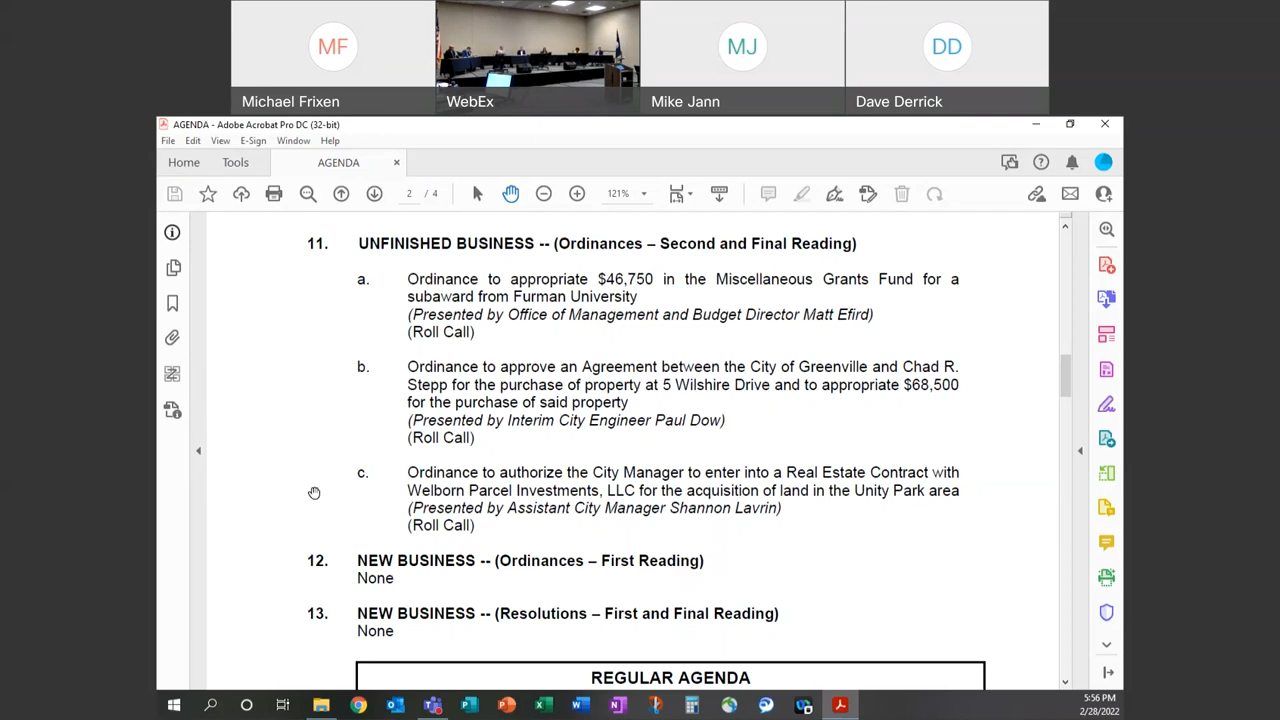 MF
MJ
DD
Michael Frixen
WebEx
Mike Jann
Dave Derrick
AGENDA - Adobe Acrobat Pro DC (32-bit)
File Edit View E-Sign Window Help
Home Tools AGENDA
2 / 4 121%
11. UNFINISHED BUSINESS -- (Ordinances – Second and Final Reading)
a. Ordinance to appropriate $46,750 in the Miscellaneous Grants Fund for a
subaward from Furman University
(Presented by Office of Management and Budget Director Matt Efird)
(Roll Call)
b. Ordinance to approve an Agreement between the City of Greenville and Chad R.
Stepp for the purchase of property at 5 Wilshire Drive and to appropriate $68,500
for the purchase of said property
(Presented by Interim City Engineer Paul Dow)
(Roll Call)
c. Ordinance to authorize the City Manager to enter into a Real Estate Contract with
Welborn Parcel Investments, LLC for the acquisition of land in the Unity Park area
(Presented by Assistant City Manager Shannon Lavrin)
(Roll Call)
12. NEW BUSINESS -- (Ordinances – First Reading)
None
13. NEW BUSINESS -- (Resolutions – First and Final Reading)
None
REGULAR AGENDA
5:56 PM
2/28/2022